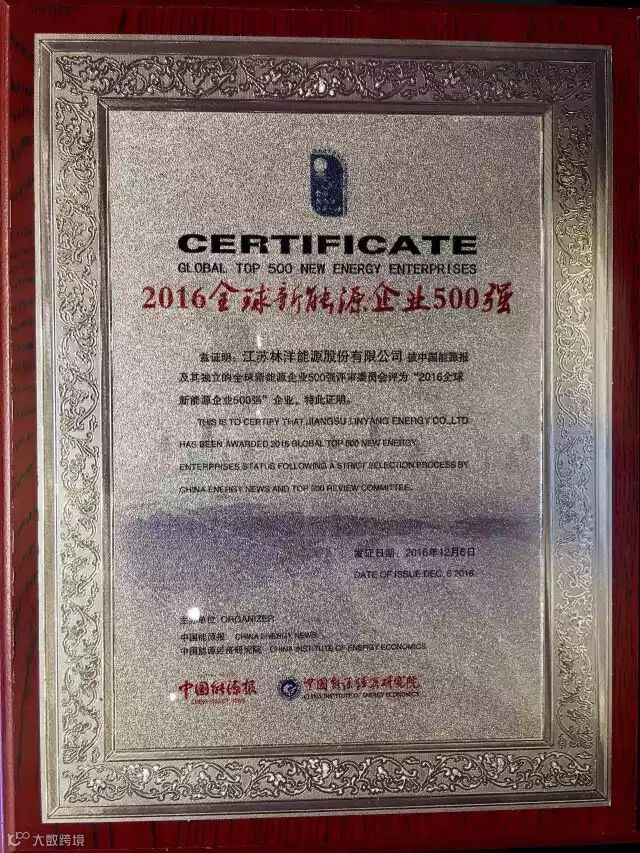 CERTIFICATE
GLOBAL TOP 500 NEW ENERGY ENTERPRISES
2016全球新能源企业500强
兹证明：江苏林洋能源股份有限公司 被中国能源报
及其独立的全球新能源企业500强评审委员会评为“2016全球
新能源企业500强”企业。特此证明。
THIS IS TO CERTIFY THAT JIANGSU LINYANG ENERGY CO.,LTD
HAS BEEN AWARDED 2016 GLOBAL TOP 500 NEW ENERGY
ENTERPRISES STATUS FOLLOWING A STRICT SELECTION PROCESS BY
CHINA ENERGY NEWS AND TOP 500 REVIEW COMMITTEE.
发证日期：2016年12月6日
DATE OF ISSUE DEC. 6 2016
主办单位 ORGANIZER
中国能源报 CHINA ENERGY NEWS
中国能源经济研究院 CHINA INSTITUTE OF ENERGY ECONOMICS
中国能源报 中国能源经济研究院
CHINA ENERGY NEWS CHINA INSTITUTE OF ENERGY ECONOMICS
大数跨境